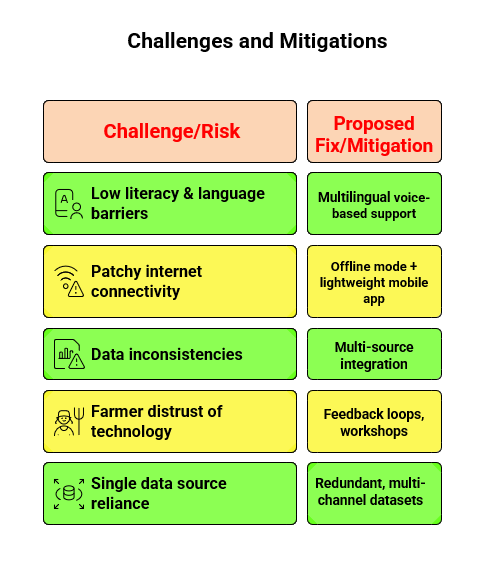 Challenges and Mitigations
Challenge/Risk
Proposed
Fix/Mitigation
A
Low literacy & language
barriers
Multilingual voice-
based support
Patchy internet
connectivity
Offline mode +
lightweight mobile
app
Data inconsistencies
Multi-source
integration
Farmer distrust of
technology
Feedback loops,
workshops
Single data source
reliance
Redundant, multi-
channel datasets